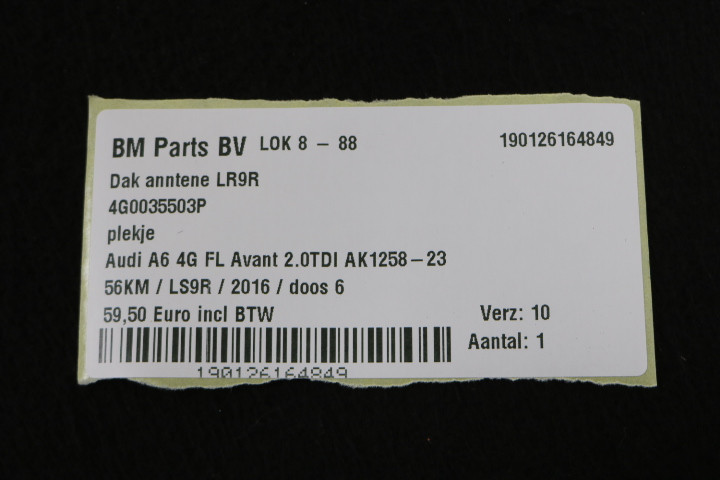 BM Parts BV LOK 8 - 88 190126164849
Dak anntene LR9R
4G0035503P
plekje
Audi A6 4G FL Avant 2.0TDI AK1258-23
56KM / LS9R / 2016 / doos 6
59,50 Euro incl BTW Verz: 10
Aantal: 1
190126164849